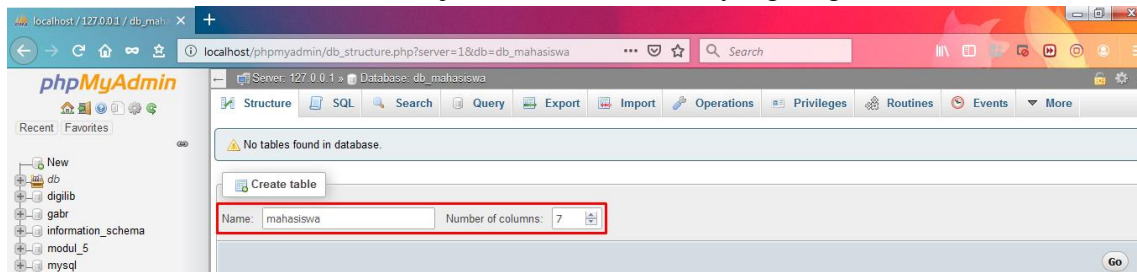 localhost / 127.0.0.1 / db_mah
localhost/phpmyadmin/db_structure.php?server=1&db=db_mahasiswa
Search
phpMyAdmin
Recent Favorites
New
db
digilib
gabr
information_schema
modul_5
mysql
Server: 127.0.0.1 » Database: db_mahasiswa
Structure SQL Search Query Export Import Operations Privileges Routines Events More
No tables found in database.
Create table
Name: mahasiswa Number of columns: 7
Go